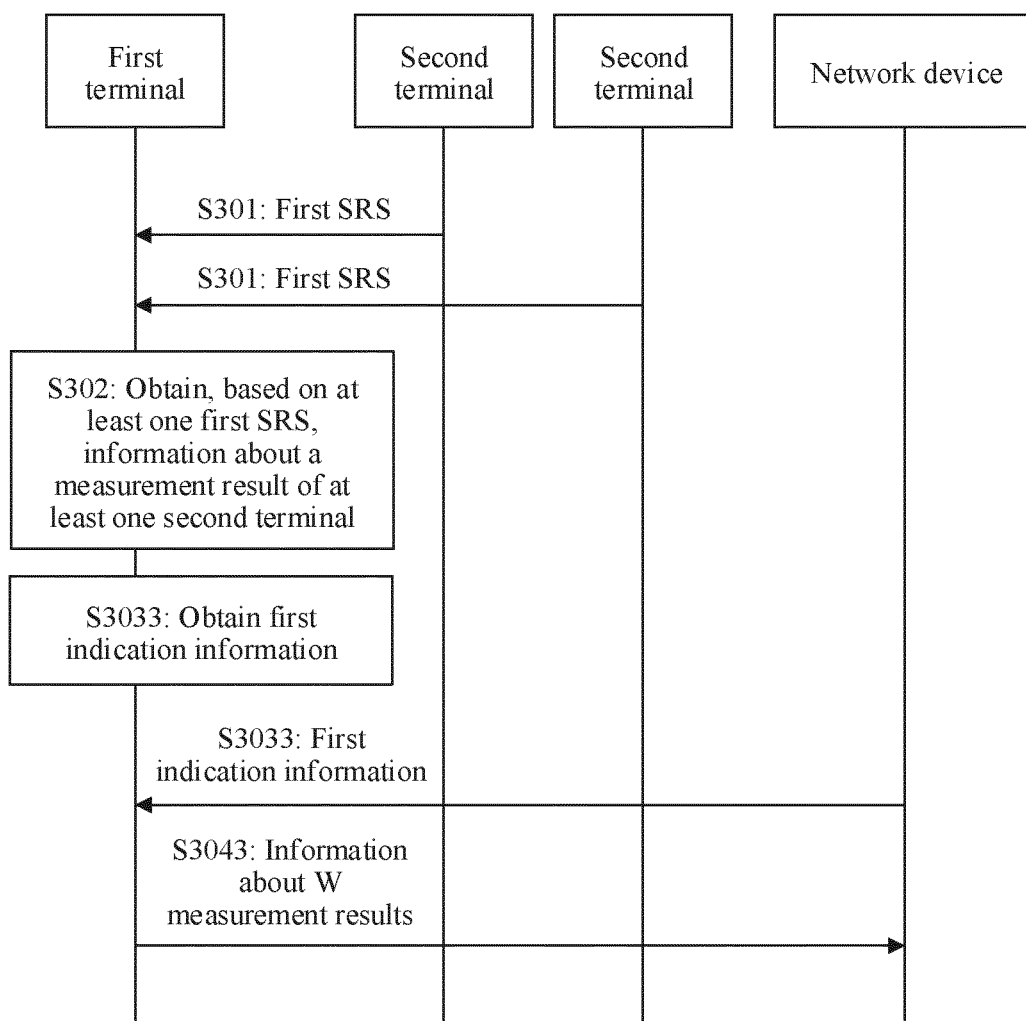 First
terminal
Second
terminal
Second
terminal
Network device
S301: First SRS
S301: First SRS
S302: Obtain, based on at
least one first SRS,
information about a
measurement result of at
least one second terminal
S3033: Obtain first
indication information
S3033: First
indication information
S3043: Information
about W
measurement results